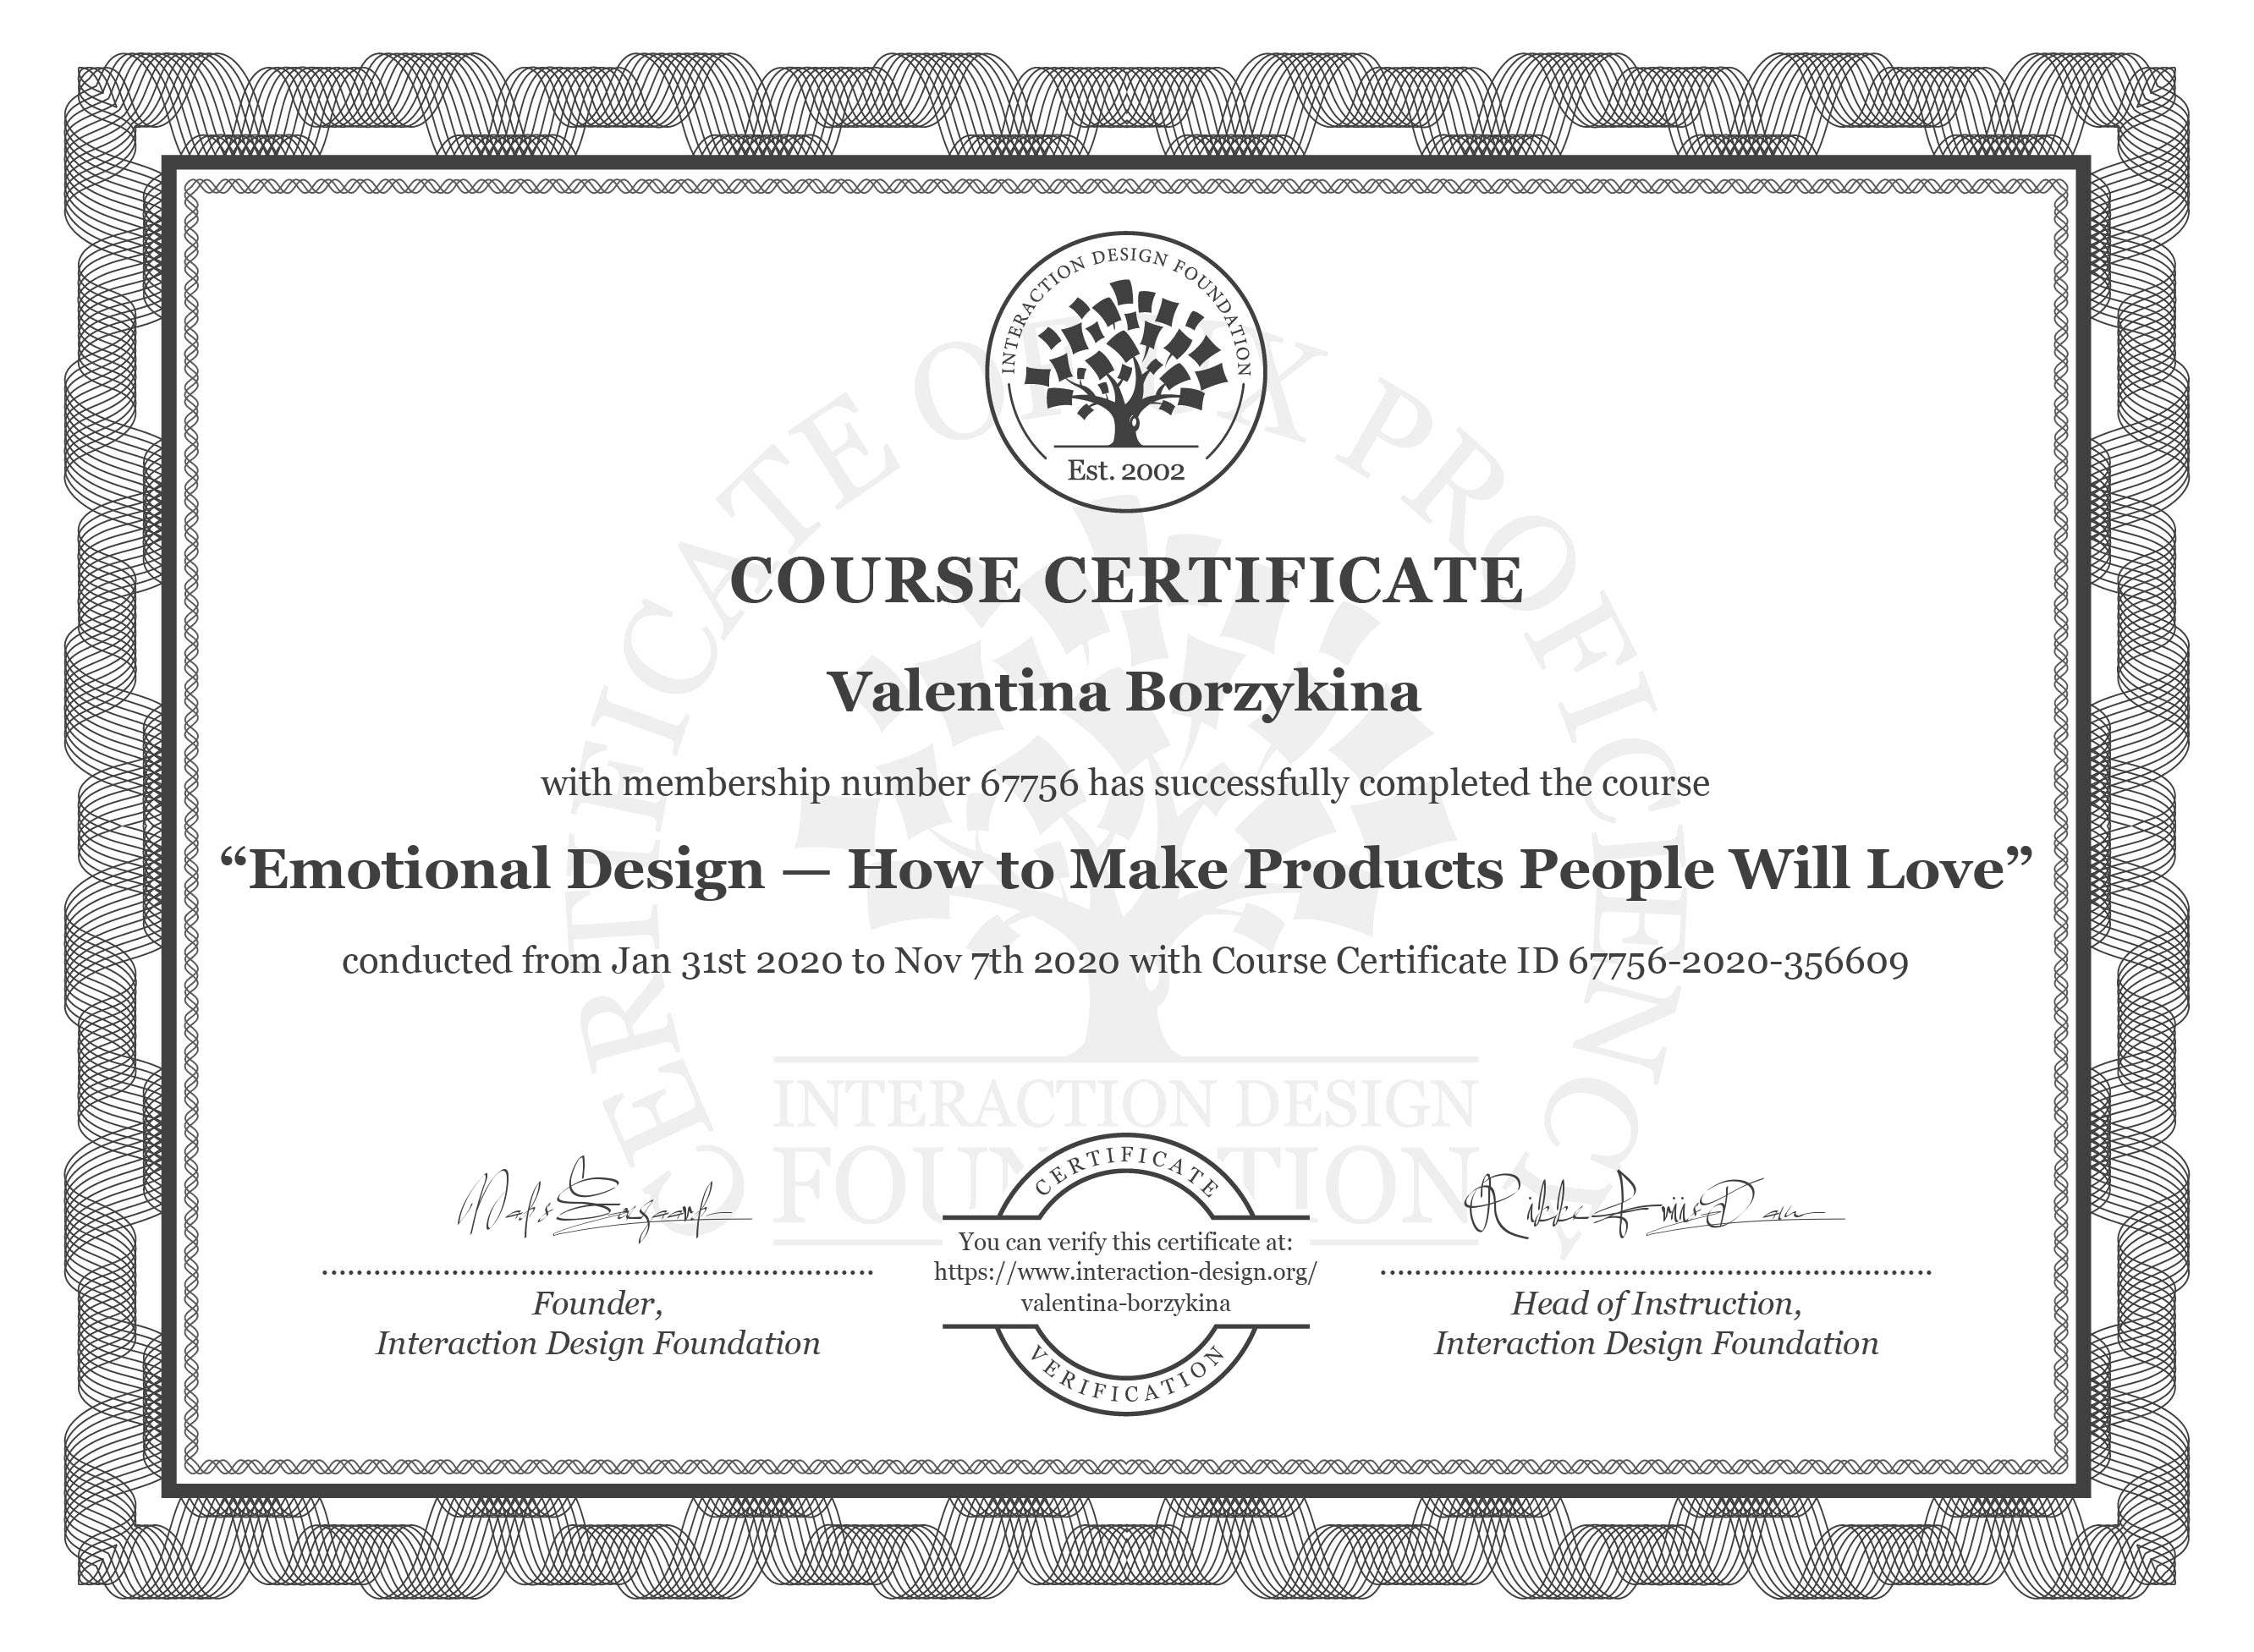 INTERACTION DESIGN FOUNDATION
Est. 2002
CERTIFICATE OF UX PROFICIENCY
COURSE CERTIFICATE
Valentina Borzykina
with membership number 67756 has successfully completed the course
“Emotional Design — How to Make Products People Will Love”
conducted from Jan 31st 2020 to Nov 7th 2020 with Course Certificate ID 67756-2020-356609
INTERACTION DESIGN
FOUNDATION
CERTIFICATE
You can verify this certificate at:
https://www.interaction-design.org/
valentina-borzykina
VERIFICATION
Founder,
Interaction Design Foundation
Rikke Friis Dam
Head of Instruction,
Interaction Design Foundation